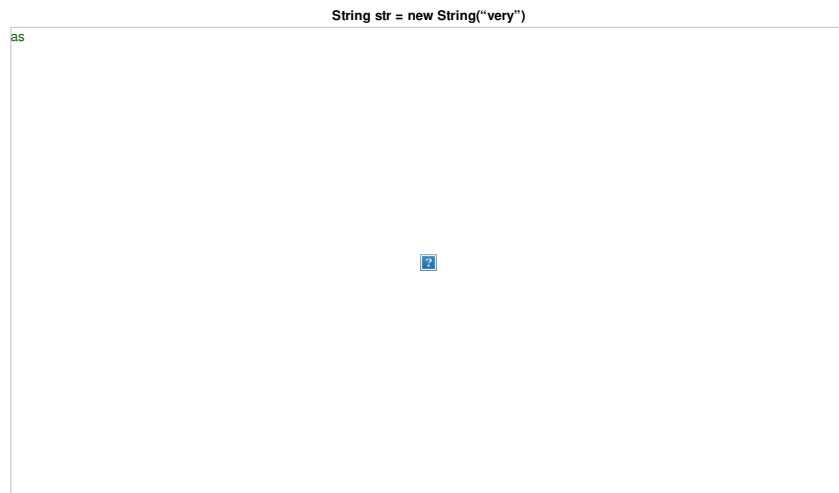 String str = new String(“very”)
as